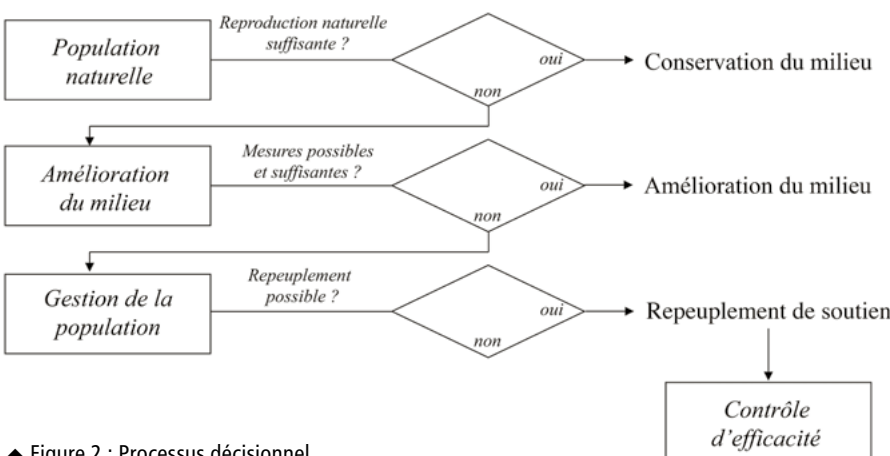 Population
naturelle
Reproduction naturelle
suffisante ?
oui
non
Conservation du milieu
Amélioration
du milieu
Mesures possibles
et suffisantes ?
oui
non
Amélioration du milieu
Gestion de la
population
Repeuplement
possible ?
oui
non
Repeuplement de soutien
Contrôle
d'efficacité
◆ Figure 2 : Processus décisionnel